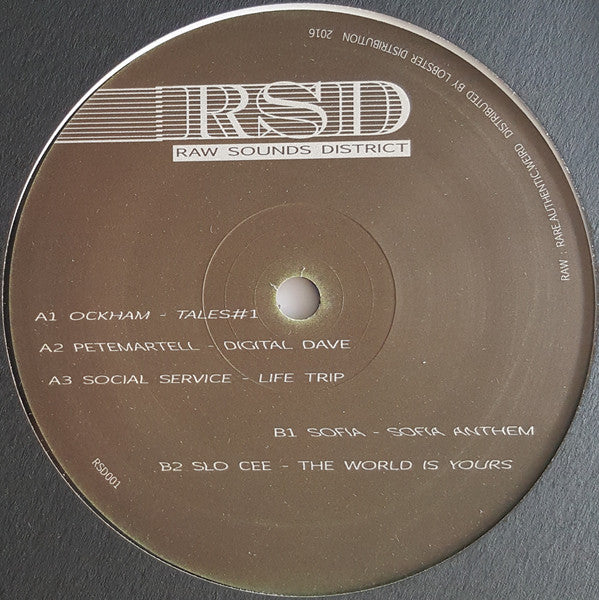 RSD
RAW SOUNDS DISTRICT
A1 OCKHAM - TALES#1
A2 PETEMARTELL - DIGITAL DAVE
A3 SOCIAL SERVICE - LIFE TRIP
B1 SOFIA - SOFIA ANTHEM
B2 SLO CEE - THE WORLD IS YOURS
RSD001
RAW : RARE.AUTHENTIC.WEIRD DISTRIBUTED BY LOBSTER DISTRIBUTION 2016